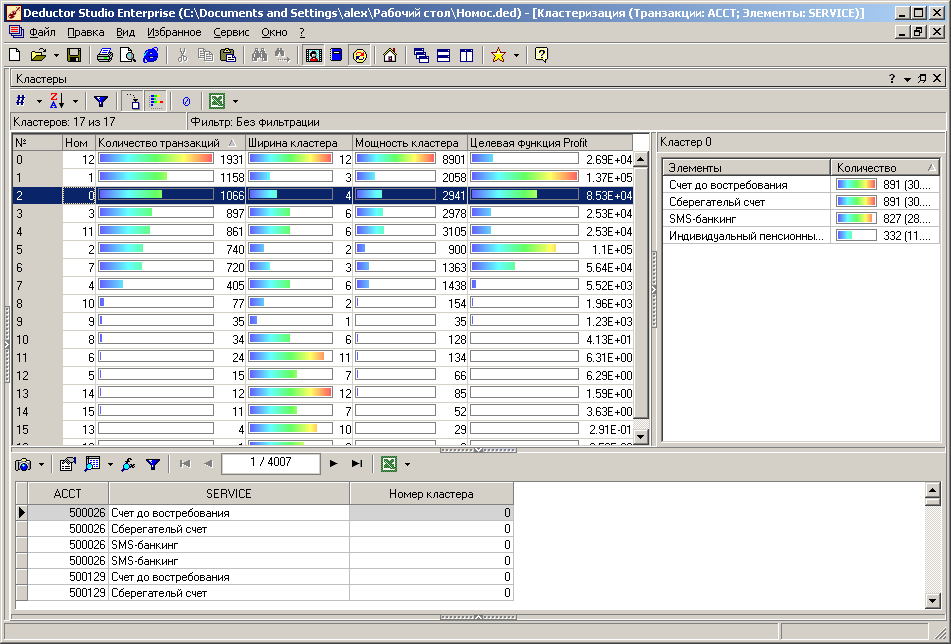 Deductor Studio Enterprise (C:\Documents and Settings\alex\Рабочий стол\Номос.ded) - [Кластеризация (Транзакции: ACCT; Элементы: SERVICE)]
Файл Правка Вид Избранное Сервис Окно ?
Кластеры
Кластеров: 17 из 17 Фильтр: Без фильтрации
№ Ном Количество транзакций Ширина кластера Мощность кластера Целевая функция Profit
0 12 1931 12 8901 2.69E+04
1 1 1158 3 2058 1.37E+05
2 0 1066 4 2941 8.53E+04
3 3 897 6 2978 2.53E+04
4 11 861 6 3105 2.53E+04
5 2 740 2 900 1.1E+05
6 7 720 3 1363 5.64E+04
7 4 405 6 1438 5.52E+03
8 10 77 2 154 1.96E+03
9 9 35 1 35 1.23E+03
10 8 34 6 128 4.13E+01
11 6 24 11 134 6.31E+00
12 5 15 7 66 6.29E+00
13 14 12 12 85 1.59E+00
14 15 11 7 52 3.63E+00
15 13 4 10 29 2.91E-01
Кластер 0
Элементы Количество
Счет до востребования 891 (30....
Сберегательй счет 891 (30....
SMS-банкинг 827 (28....
Индивидуальный пенсионны... 332 (11....
1 / 4007
ACCT SERVICE Номер кластера
500026 Счет до востребования 0
500026 Сберегательй счет 0
500026 SMS-банкинг 0
500026 SMS-банкинг 0
500129 Счет до востребования 0
500129 Сберегательй счет 0